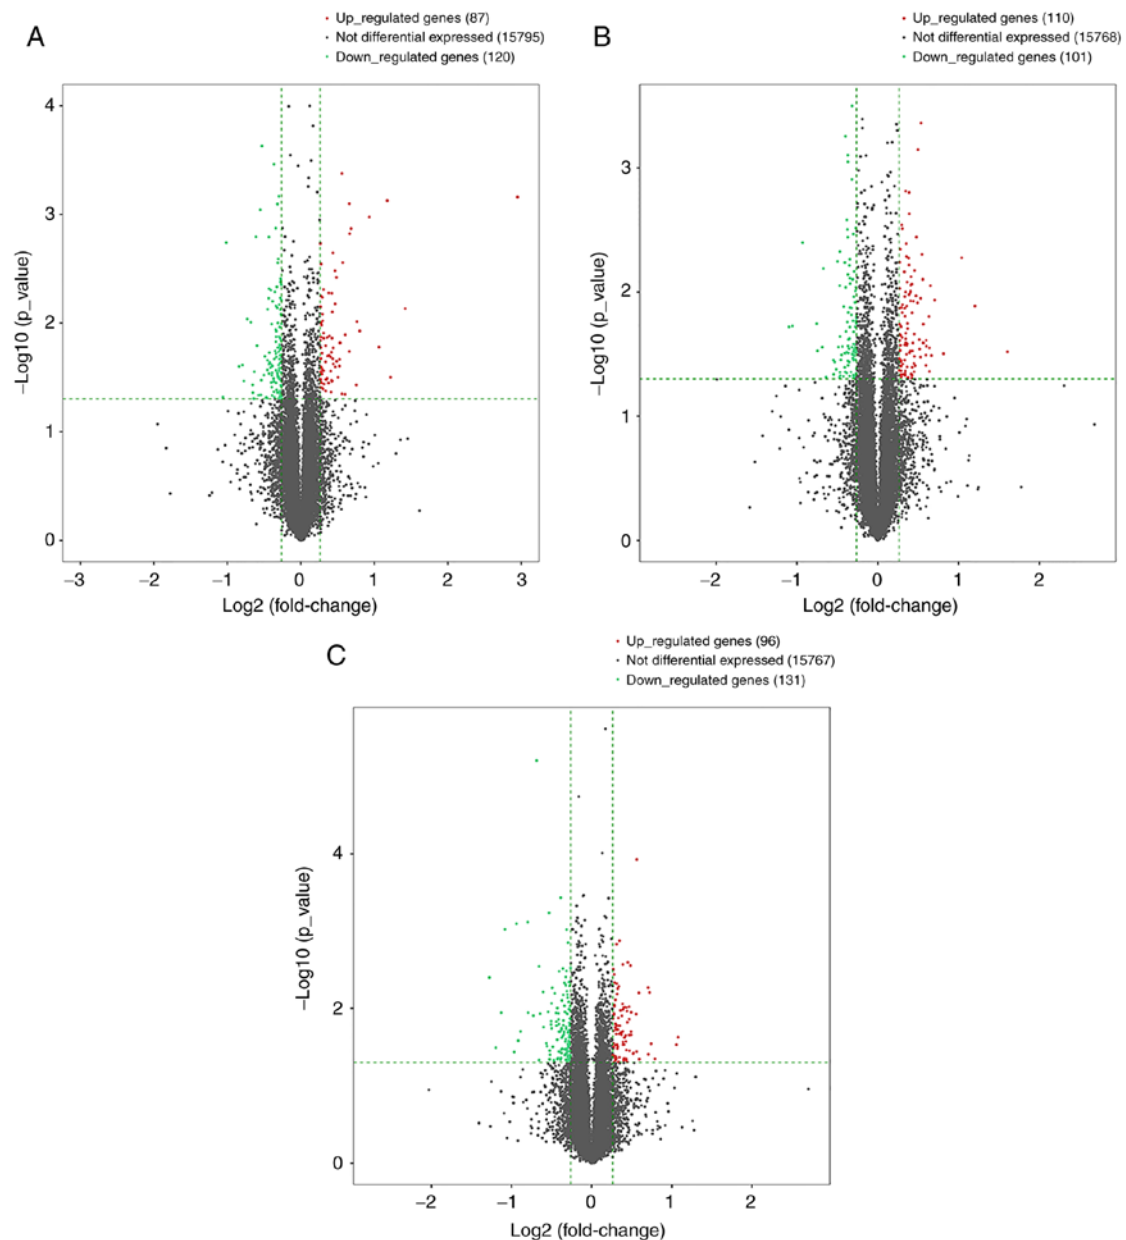 A
Up_regulated genes (87)
Not differential expressed (15795)
Down_regulated genes (120)
4
3
2
1
0
−Log10 (p_value)
−3
−2
−1
0
1
2
3
Log2 (fold-change)
B
Up_regulated genes (110)
Not differential expressed (15768)
Down_regulated genes (101)
3
2
1
0
−Log10 (p_value)
−2
−1
0
1
2
Log2 (fold-change)
C
Up_regulated genes (96)
Not differential expressed (15767)
Down_regulated genes (131)
4
2
0
−Log10 (p_value)
−2
−1
0
1
2
Log2 (fold-change)